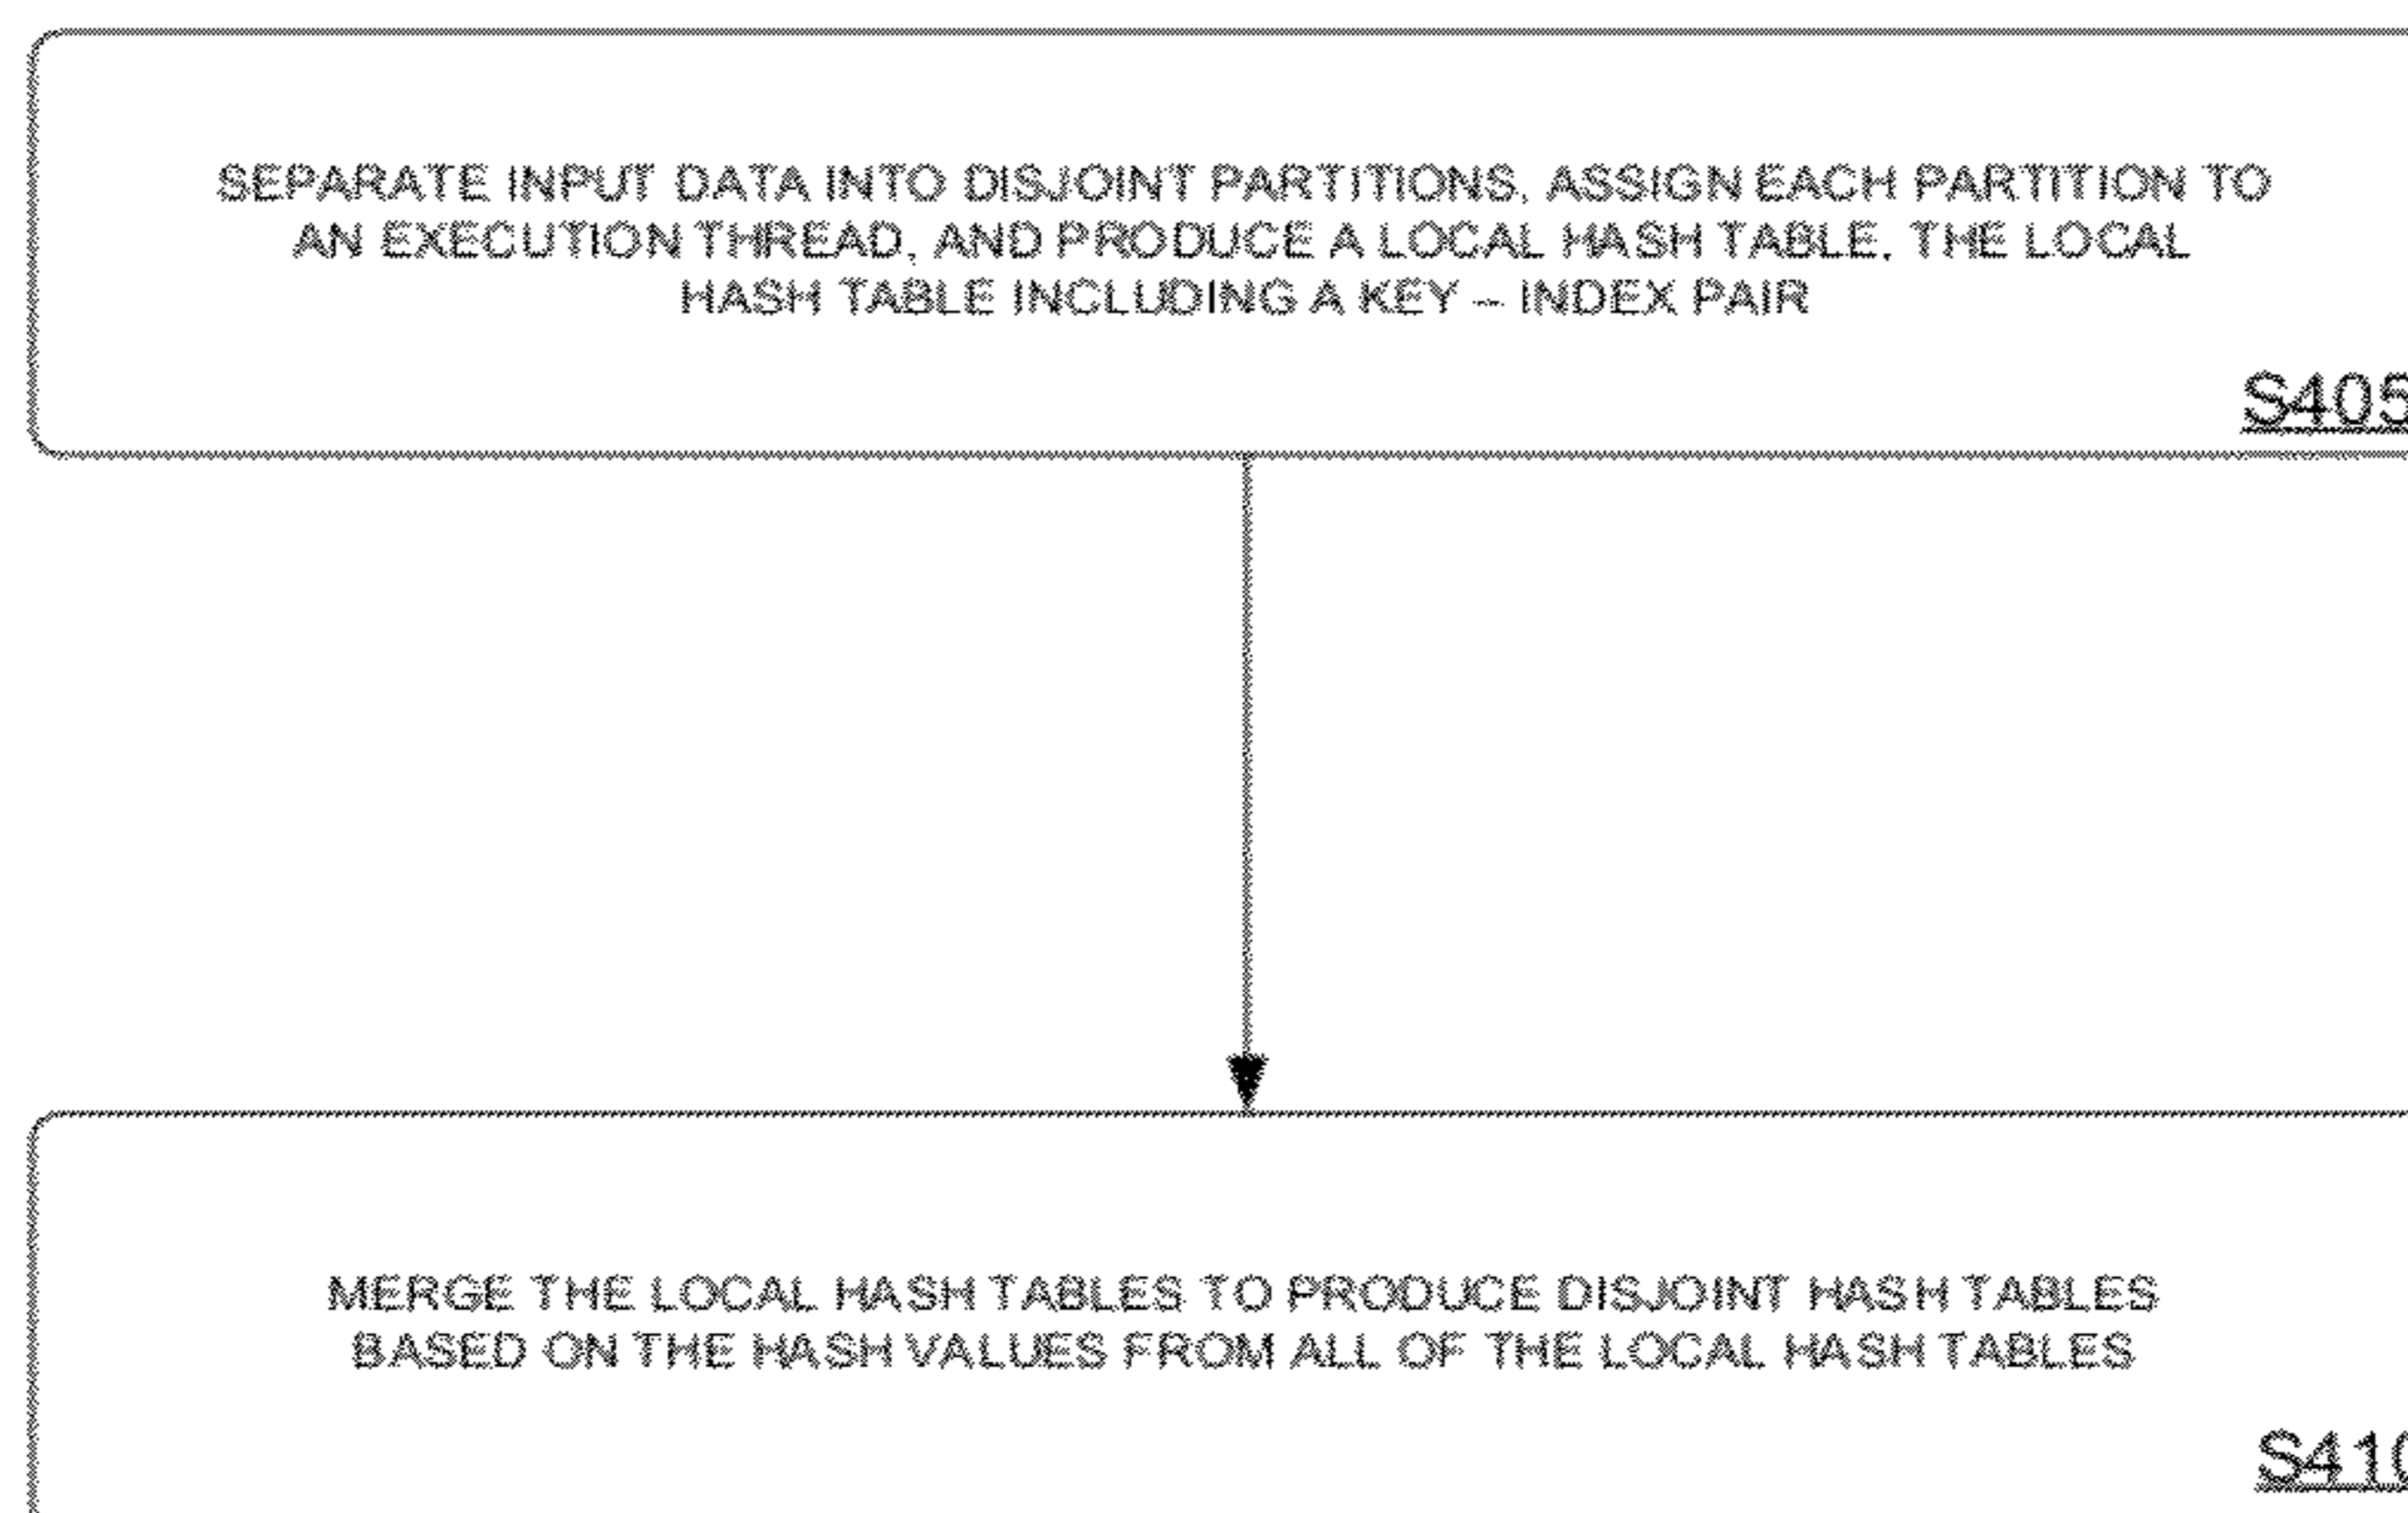 SEPARATE INPUT DATA INTO DISJOINT PARTITIONS, ASSIGN EACH PARTITION TO
AN EXECUTION THREAD, AND PRODUCE A LOCAL HASH TABLE, THE LOCAL
HASH TABLE INCLUDING A KEY – INDEX PAIR
S405
MERGE THE LOCAL HASH TABLES TO PRODUCE DISJOINT HASH TABLES
BASED ON THE HASH VALUES FROM ALL OF THE LOCAL HASH TABLES
S410